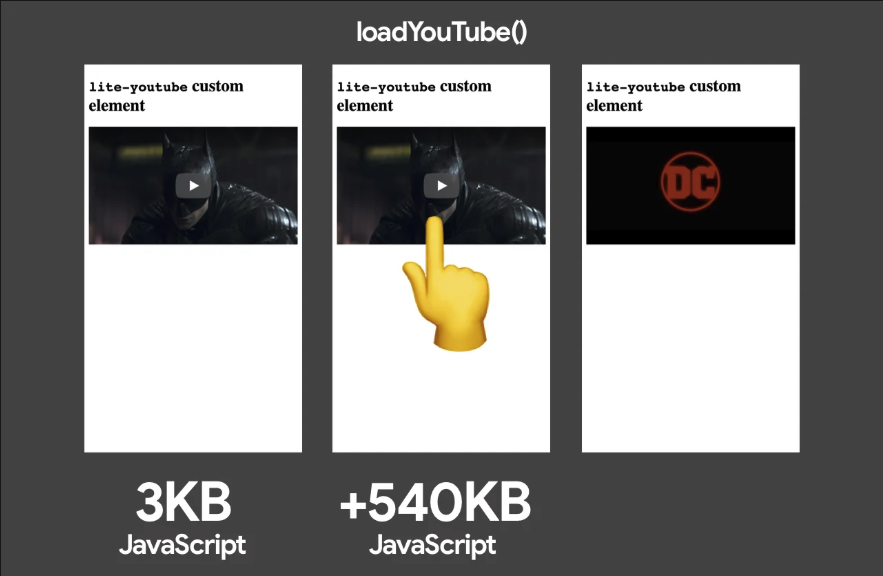 loadYouTube()
lite-youtube custom
element
lite-youtube custom
element
lite-youtube custom
element
DC
3KB
JavaScript
+540KB
JavaScript